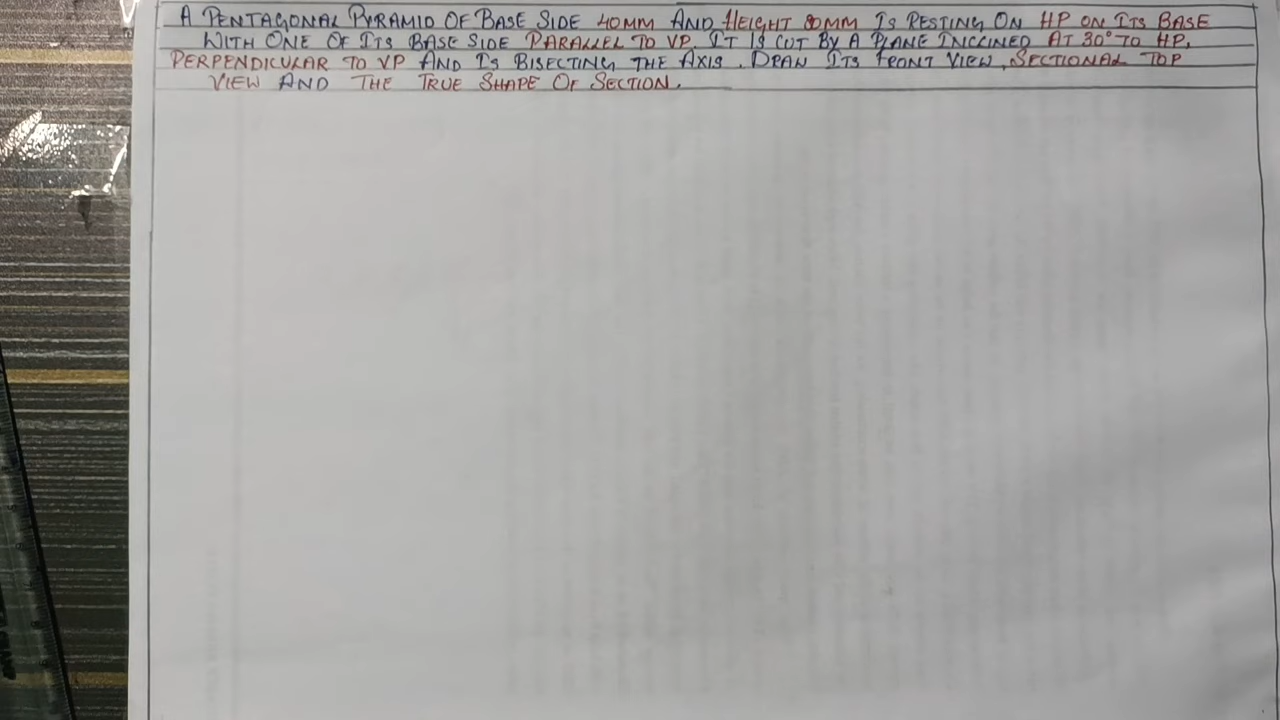 A PENTAGONAL PYRAMID OF BASE SIDE 40MM AND HEIGHT 80MM IS RESTING ON HP ON ITS BASE
WITH ONE OF ITS BASE SIDE PARALLEL TO VP. IT IS CUT BY A PLANE INCLINED AT 30° TO HP,
PERPENDICULAR TO VP AND IS BISECTING THE AXIS. DRAW ITS FRONT VIEW, SECTIONAL TOP
VIEW AND THE TRUE SHAPE OF SECTION.